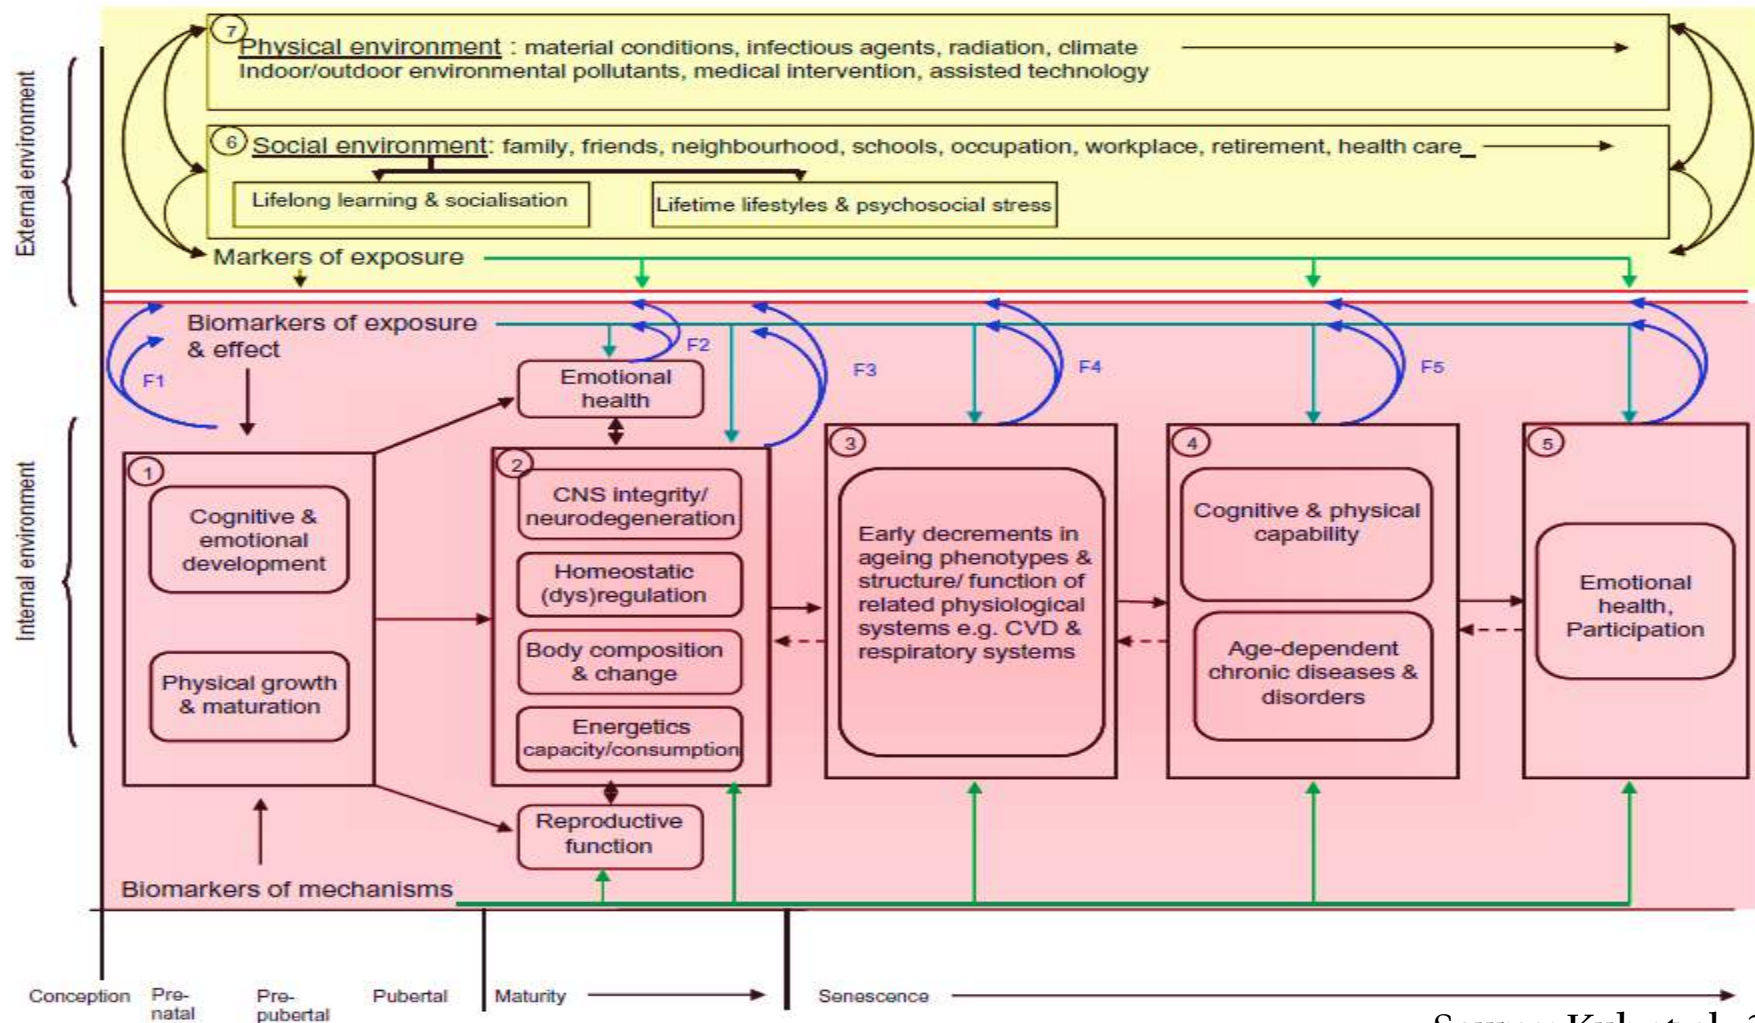 7
Physical environment : material conditions, infectious agents, radiation, climate
Indoor/outdoor environmental pollutants, medical intervention, assisted technology
6
Social environment: family, friends, neighbourhood, schools, occupation, workplace, retirement, health care_
Lifelong learning & socialisation
Lifetime lifestyles & psychosocial stress
Markers of exposure
External environment
Biomarkers of exposure
& effect
F1
F2
F3
F4
F5
Emotional
health
Internal environment
1
Cognitive &
emotional
development
Physical growth
& maturation
2
CNS integrity/
neurodegeneration
Homeostatic
(dys)regulation
Body composition
& change
Energetics
capacity/consumption
Reproductive
function
3
Early decrements in
ageing phenotypes &
structure/ function of
related physiological
systems e.g. CVD &
respiratory systems
4
Cognitive & physical
capability
Age-dependent
chronic diseases &
disorders
5
Emotional
health,
Participation
Biomarkers of mechanisms
Conception
Pre-
natal
Pre-
pubertal
Pubertal
Maturity
Senescence